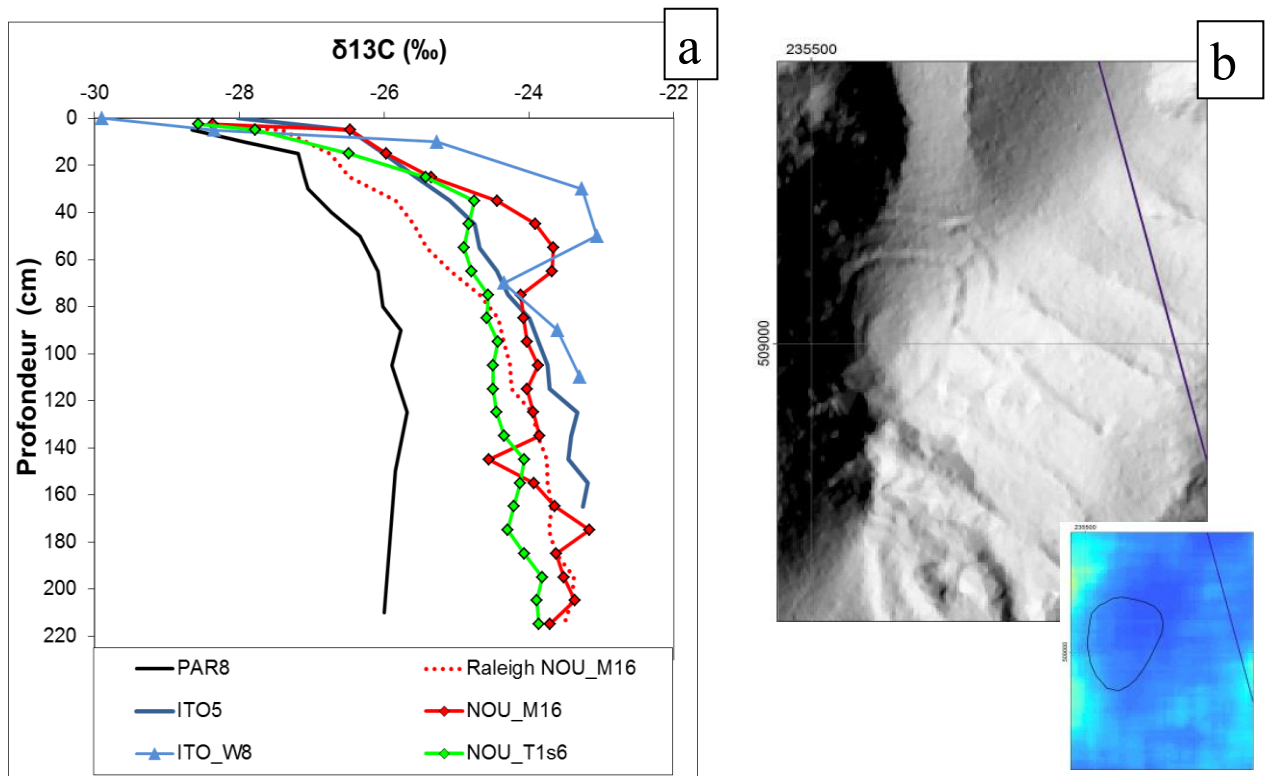 a
δ13C (‰)
-30 -28 -26 -24 -22
0
20
40
60
80
100
120
140
160
180
200
220
Profondeur (cm)
PAR8
Raleigh NOU_M16
ITO5
NOU_M16
ITO_W8
NOU_T1s6
b
235500
509000
235500
509000